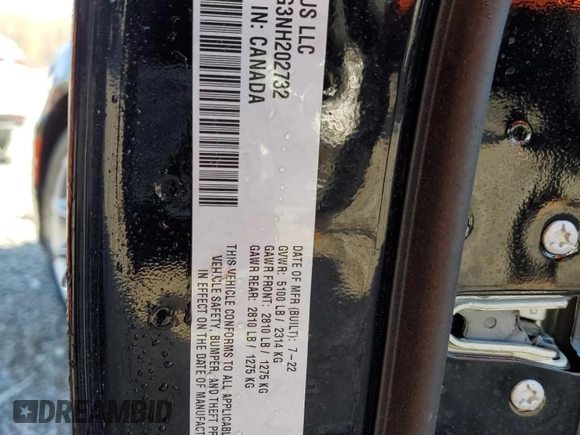 US LLC
G3NH202732
IN: CANADA
DATE OF MFR (BUILT): 7-22
GVWR: 5100 LB/ 2314 KG
GAWR FRONT: 2810 LB/ 1275 KG
GAWR REAR: 2810 LB/ 1275 KG
THIS VEHICLE CONFORMS TO ALL APPLICABL
VEHICLE SAFETY, BUMPER, AND THEFT PR
IN EFFECT ON THE DATE OF MANUFACT
DREAMBID